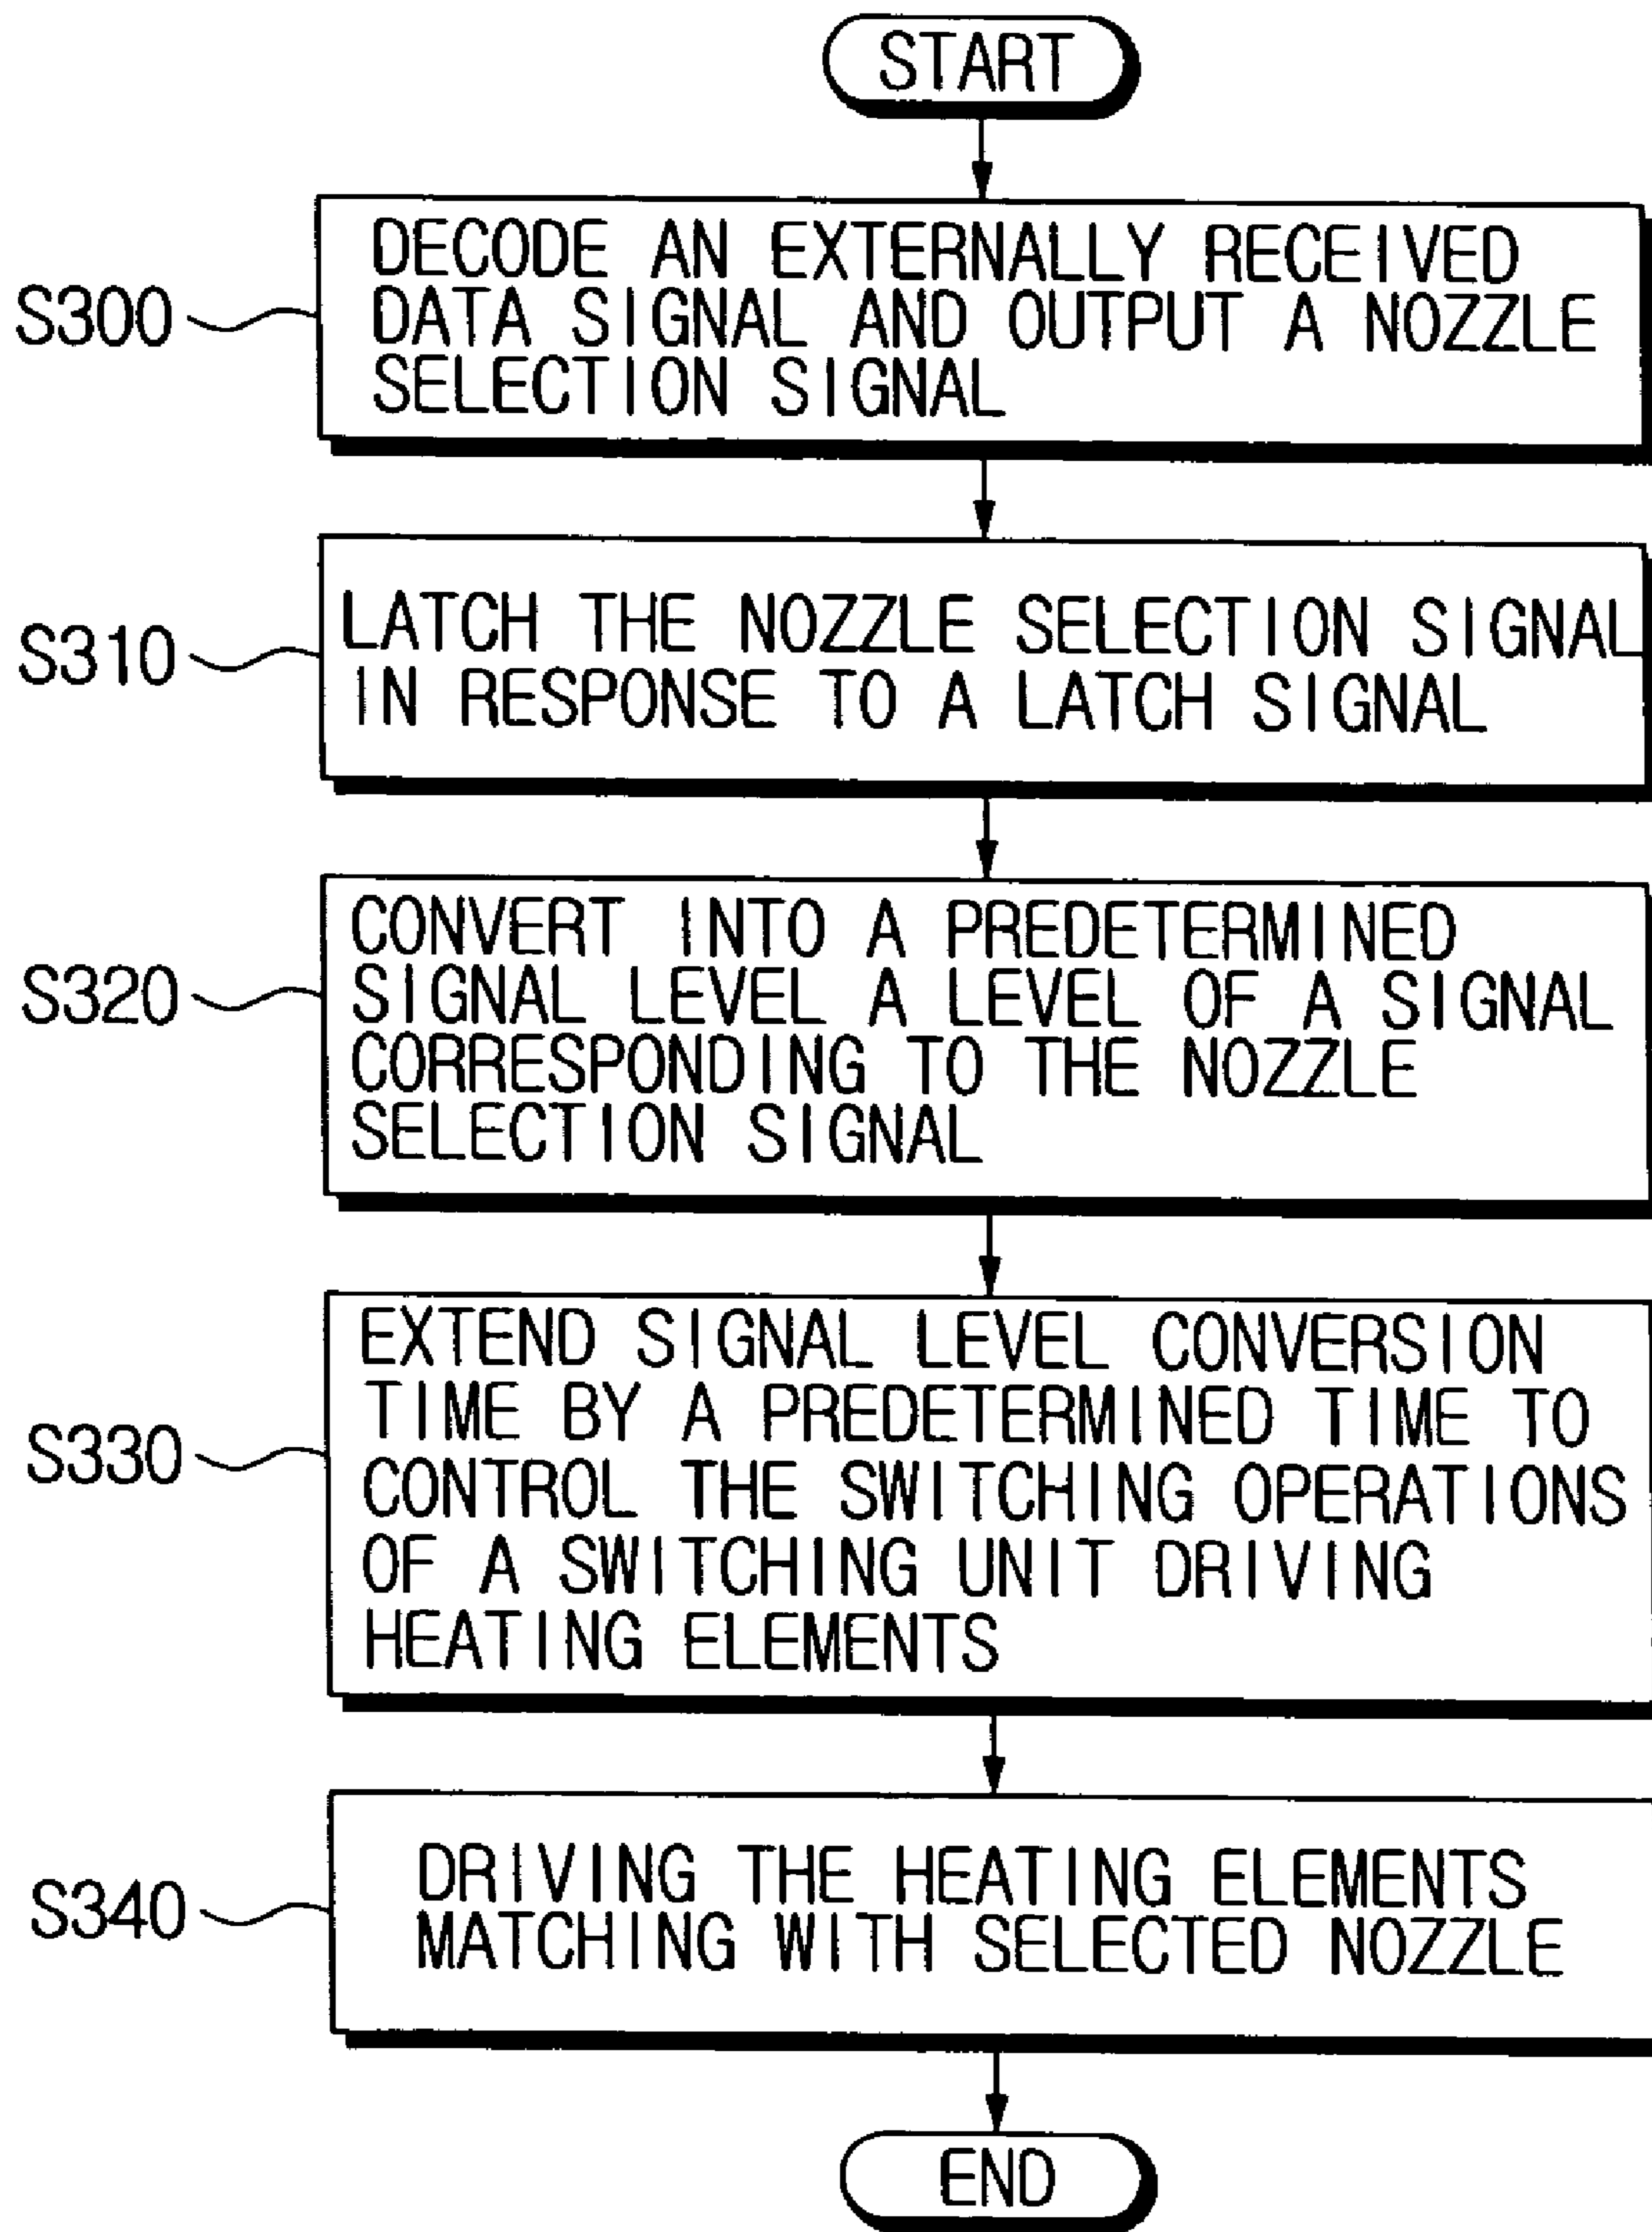 START
S300
DECODE AN EXTERNALLY RECEIVED
DATA SIGNAL AND OUTPUT A NOZZLE
SELECTION SIGNAL
S310
LATCH THE NOZZLE SELECTION SIGNAL
IN RESPONSE TO A LATCH SIGNAL
S320
CONVERT INTO A PREDETERMINED
SIGNAL LEVEL A LEVEL OF A SIGNAL
CORRESPONDING TO THE NOZZLE
SELECTION SIGNAL
S330
EXTEND SIGNAL LEVEL CONVERSION
TIME BY A PREDETERMINED TIME TO
CONTROL THE SWITCHING OPERATIONS
OF A SWITCHING UNIT DRIVING
HEATING ELEMENTS
S340
DRIVING THE HEATING ELEMENTS
MATCHING WITH SELECTED NOZZLE
END